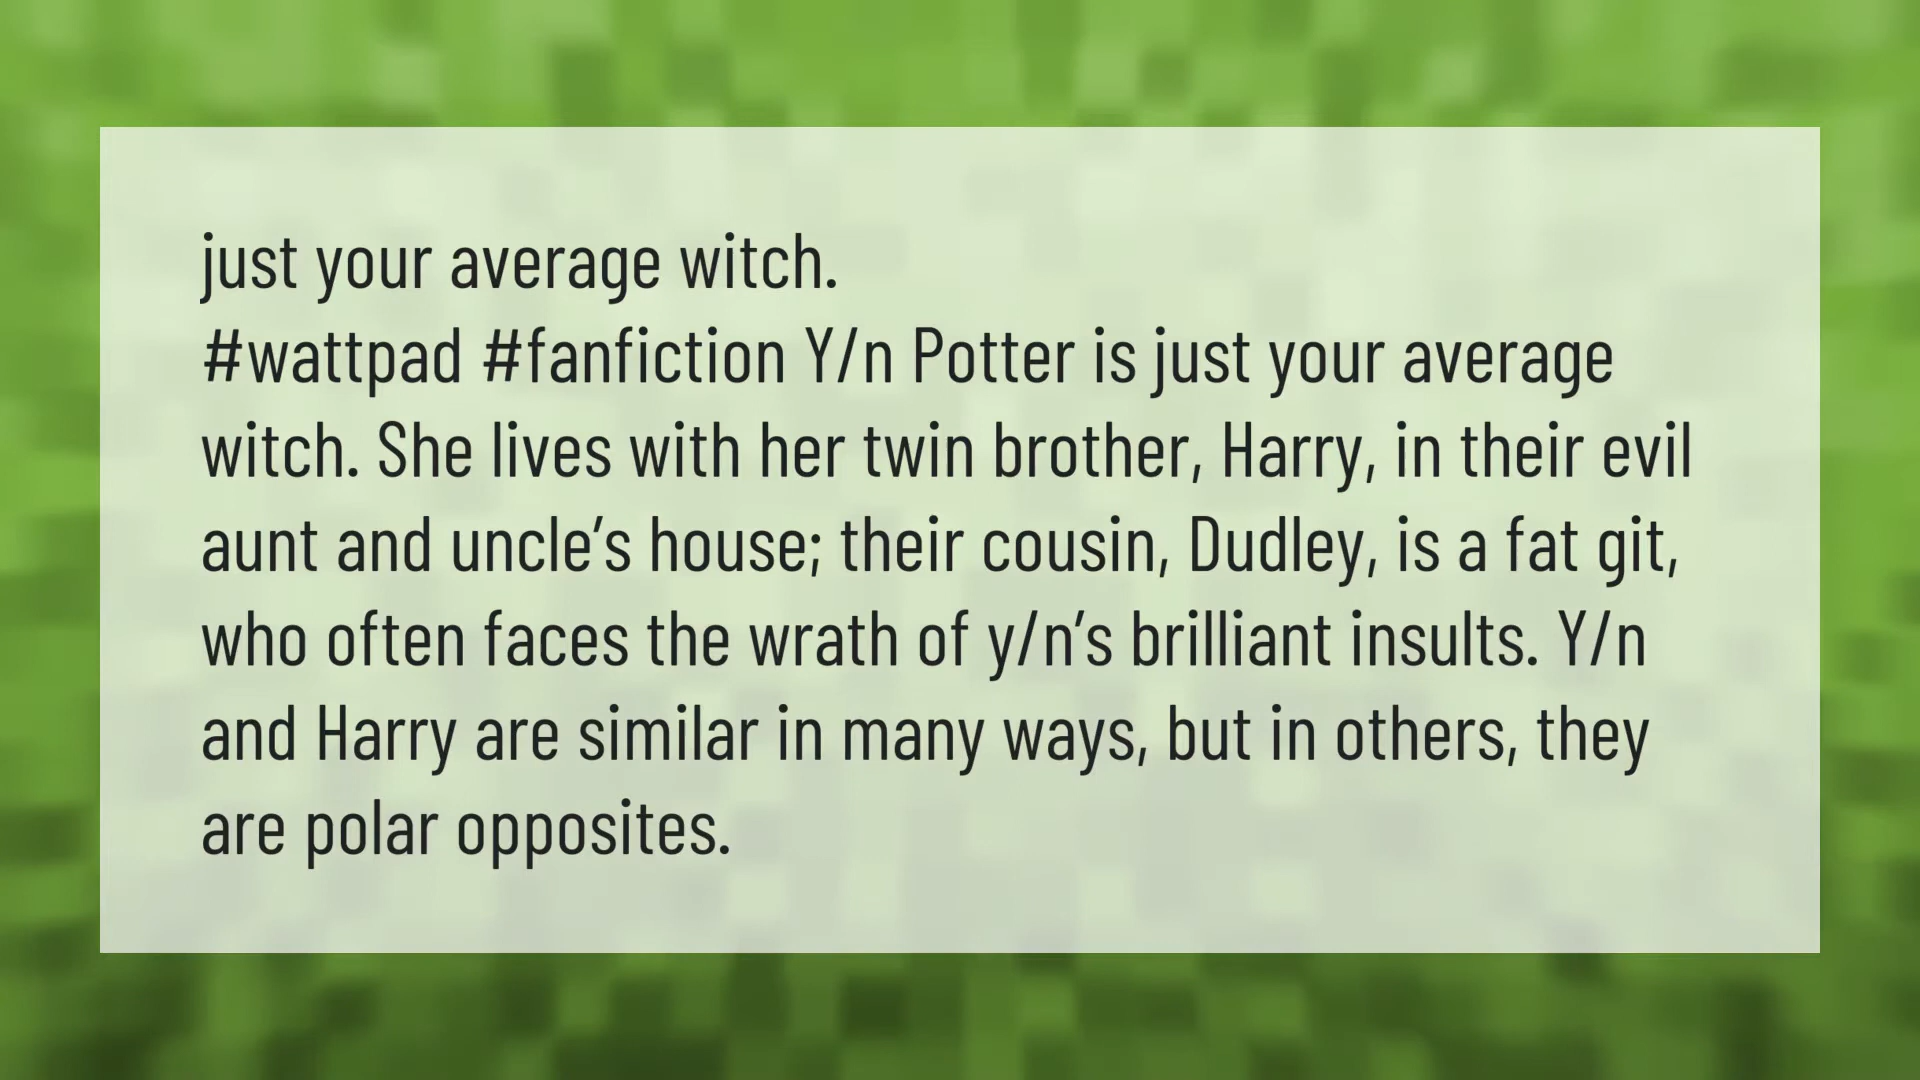 just your average witch.
#wattpad #fanfiction Y/n Potter is just your average
witch. She lives with her twin brother, Harry, in their evil
aunt and uncle’s house; their cousin, Dudley, is a fat git,
who often faces the wrath of y/n’s brilliant insults. Y/n
and Harry are similar in many ways, but in others, they
are polar opposites.